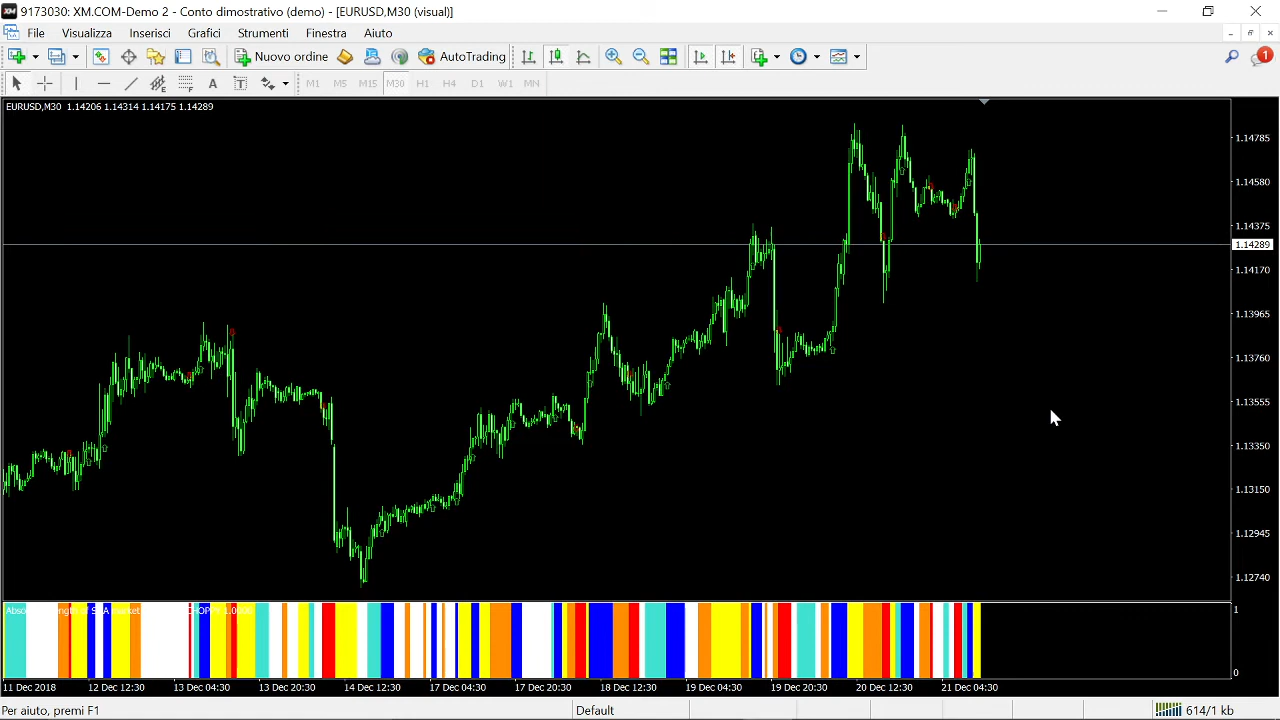 9173030: XM.COM-Demo 2 - Conto dimostrativo (demo) - [EURUSD,M30 (visual)]
File Visualizza Inserisci Grafici Strumenti Finestra Aiuto
Nuovo ordine AutoTrading 1
A T M1 M5 M15 M30 H1 H4 D1 W1 MN
EURUSD,M30 1.14206 1.14314 1.14175 1.14289
1.14785
1.14580
1.14375
1.14289
1.14170
1.13965
1.13760
1.13555
1.13350
1.13150
1.12945
1.12740
1
0
11 Dec 2018 12 Dec 12:30 13 Dec 04:30 13 Dec 20:30 14 Dec 12:30 17 Dec 04:30 17 Dec 20:30 18 Dec 12:30 19 Dec 04:30 19 Dec 20:30 20 Dec 12:30 21 Dec 04:30
Per aiuto, premi F1 Default 614/1 kb